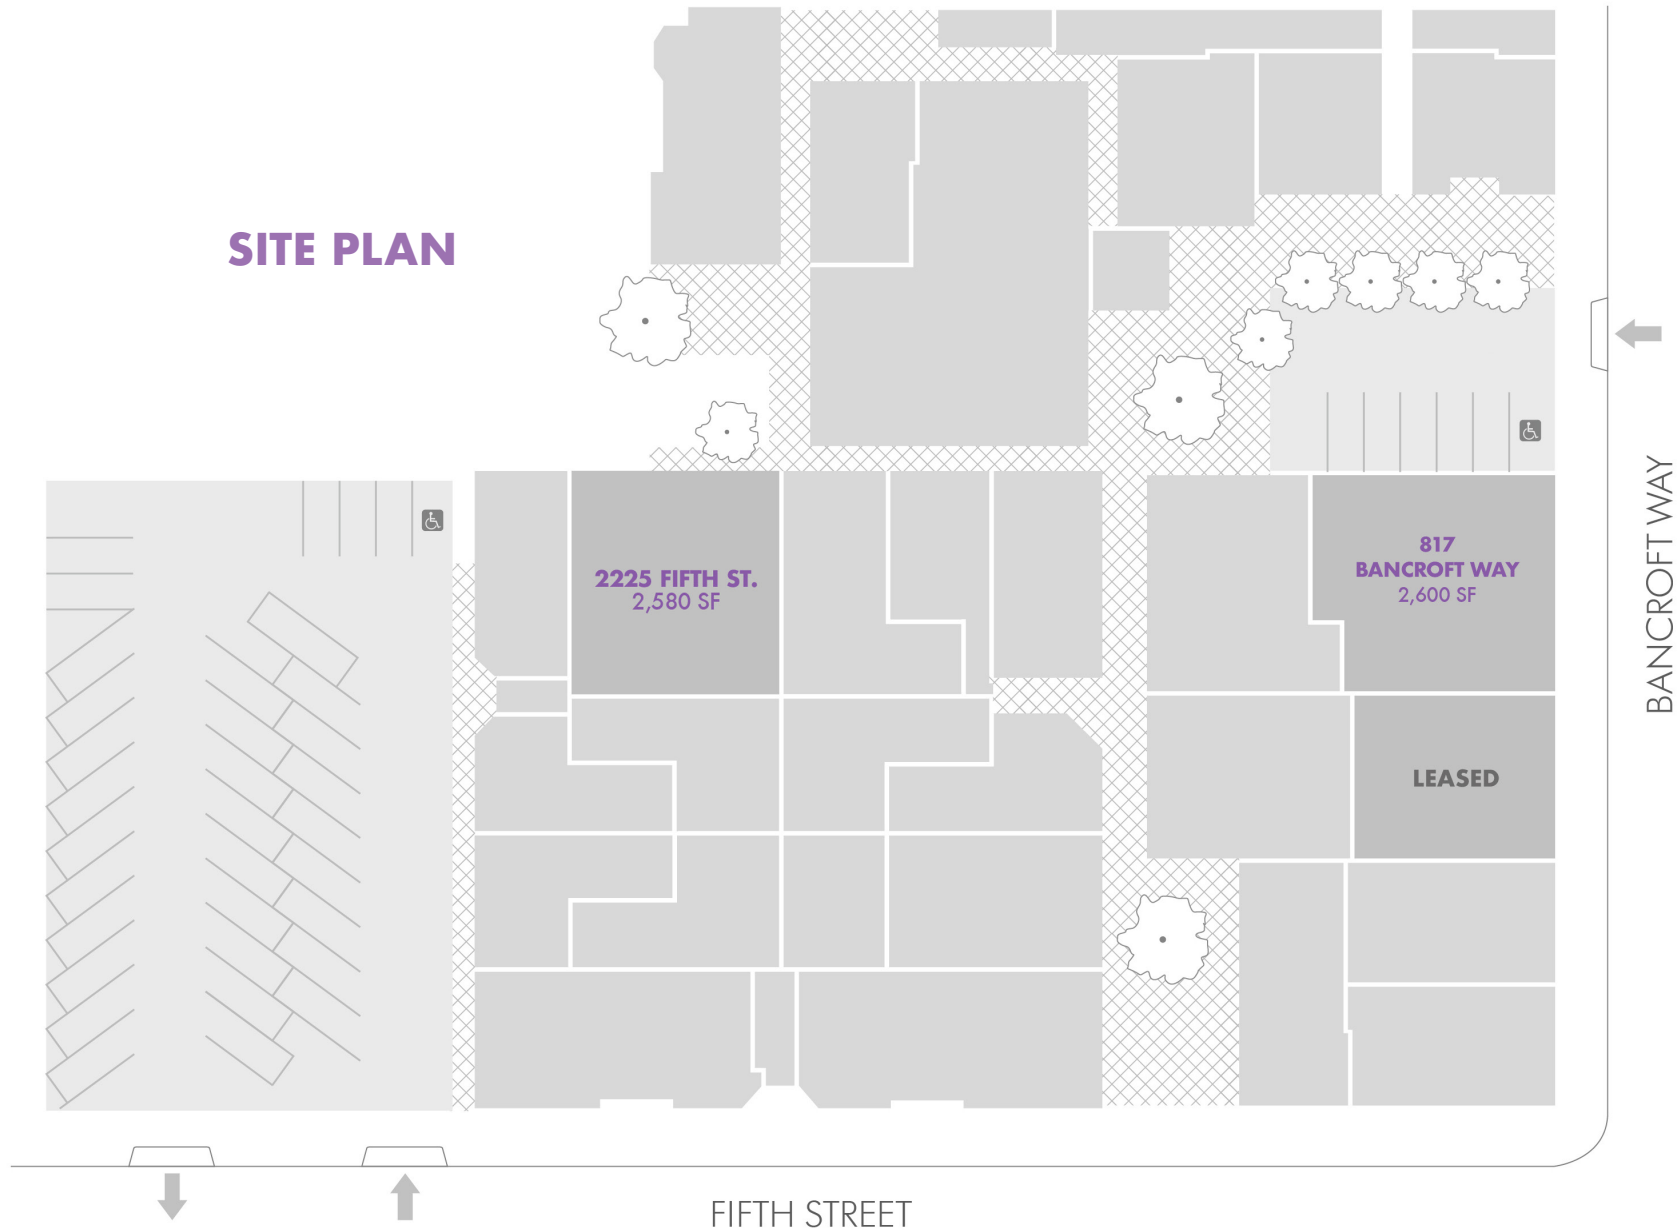 SITE PLAN
2225 FIFTH ST.
2,580 SF
817
BANCROFT WAY
2,600 SF
LEASED
BANCROFT WAY
FIFTH STREET